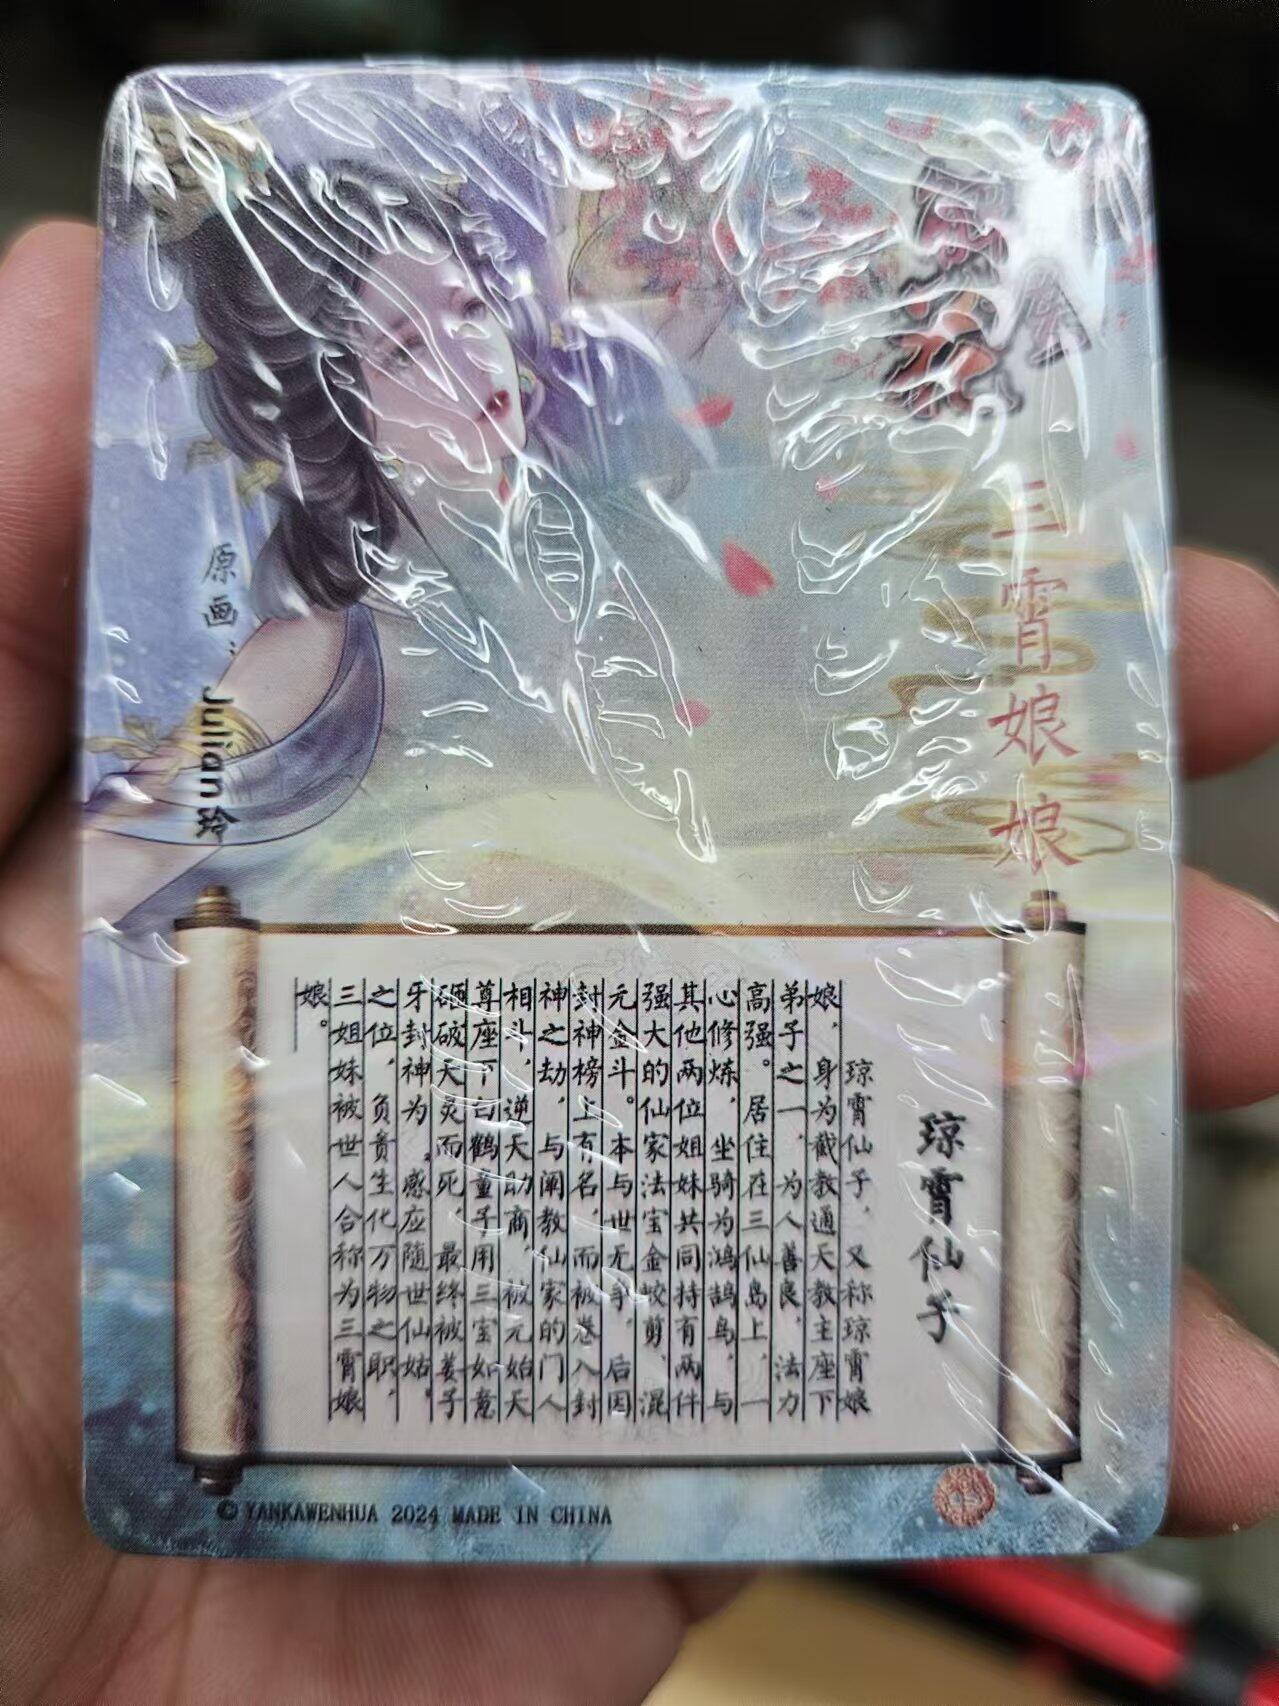 三霄娘娘
原画：Julian玲
琼霄仙子
琼霄仙子，又称琼霄娘
娘，身为截教通天教主座下
弟子之一，为人善良，法力
高强。居住在三仙岛上，一
心修炼，坐骑为鸿鹄鸟，与
其他两位姐妹共同持有两件
强大的仙家法宝金蛟剪、混
元金斗。本与世无争，后因
封神榜上有名，而被卷入封
神之劫，与阐教仙家的门人
相斗，逆天助商，被元始天
尊座下白鹤童子用三宝如意
砸破天灵而死，最终被姜子
牙封神为“感应随世仙姑”
之位，负责生化万物之职，
三姐妹被世人合称为三霄娘
娘。
© YANKAWENHUA 2024 MADE IN CHINA